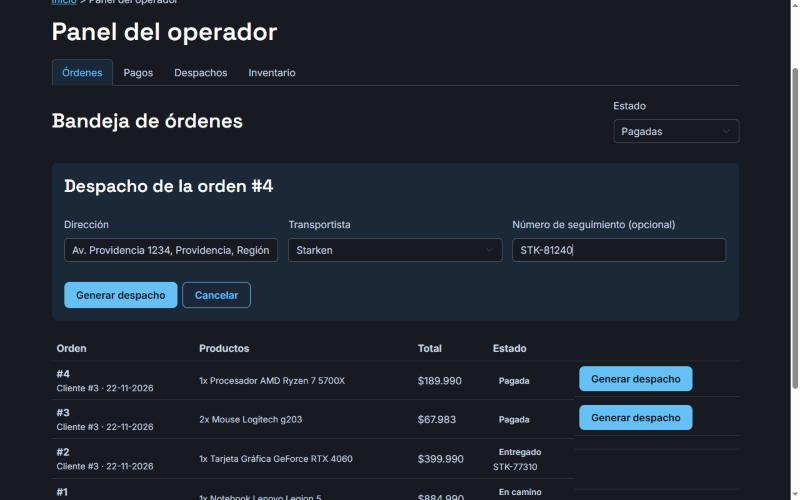 Inicio > Panel del operador
Panel del operador
Órdenes Pagos Despachos Inventario
Estado
Bandeja de órdenes
Pagadas
Despacho de la orden #4
Dirección Transportista Número de seguimiento (opcional)
Av. Providencia 1234, Providencia, Región Starken STK-81240
Generar despacho Cancelar
Orden Productos Total Estado
#4
Cliente #3 · 22-11-2026 1x Procesador AMD Ryzen 7 5700X $189.990 Pagada Generar despacho
#3
Cliente #3 · 22-11-2026 2x Mouse Logitech g203 $67.983 Pagada Generar despacho
#2 Entregado
Cliente #3 · 22-11-2026 1x Tarjeta Gráfica GeForce RTX 4060 $399.990 STK-77310
#1 En camino
1x Notebook Lenovo Legion 5 $884.990